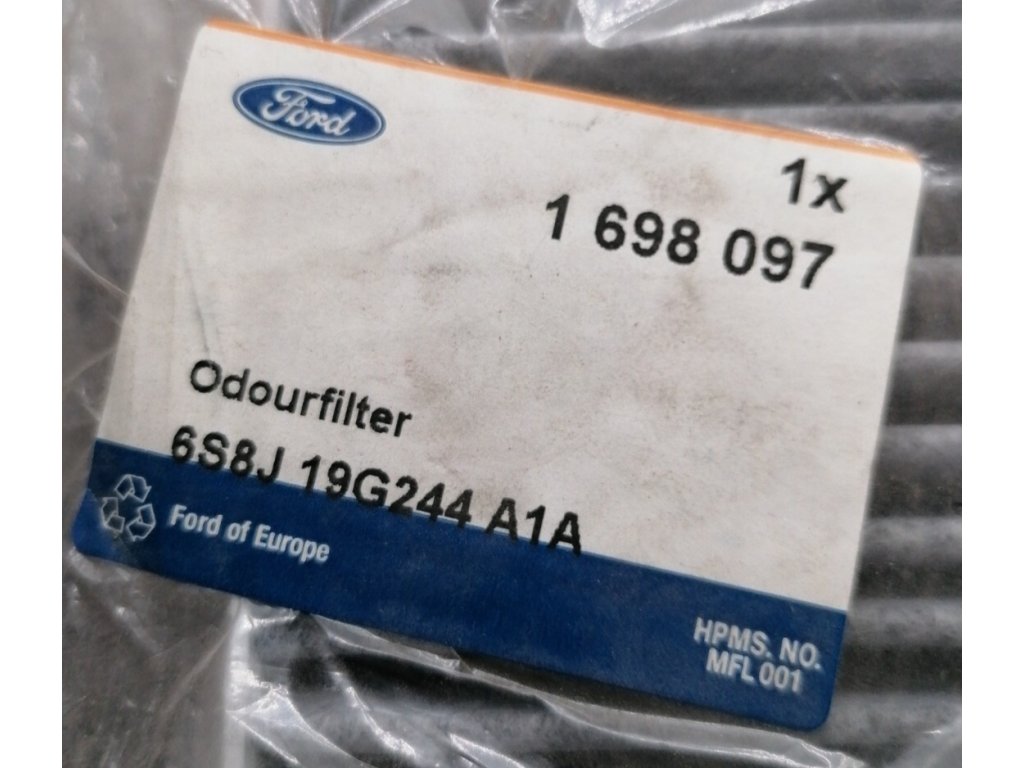 Ford
1x
1 698 097
Odourfilter
6S8J 19G244 A1A
Ford of Europe
HPMS. NO.
MFL 001